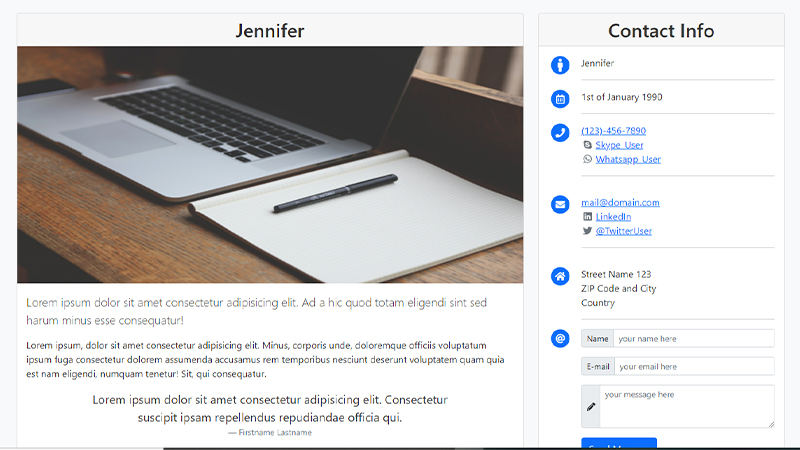 Jennifer
Lorem ipsum dolor sit amet consectetur adipisicing elit. Ad a hic quod totam eligendi sint sed
harum minus esse consequatur!
Lorem ipsum, dolor sit amet consectetur adipisicing elit. Minus, corporis unde, doloremque officiis voluptatum
ipsum fuga consectetur dolorem assumenda accusamus rem temporibus nesciunt deserunt voluptatem quam quia
est nam eligendi, numquam tenetur! Sit, qui consequatur.
Lorem ipsum dolor sit amet consectetur adipisicing elit. Consectetur
suscipit ipsam repellendus repudiandae officia qui.
— Firstname Lastname
Contact Info
Jennifer
1st of January 1990
(123)-456-7890
Skype_User
Whatsapp_User
mail@domain.com
LinkedIn
@TwitterUser
Street Name 123
ZIP Code and City
Country
Name your name here
E-mail your email here
your message here